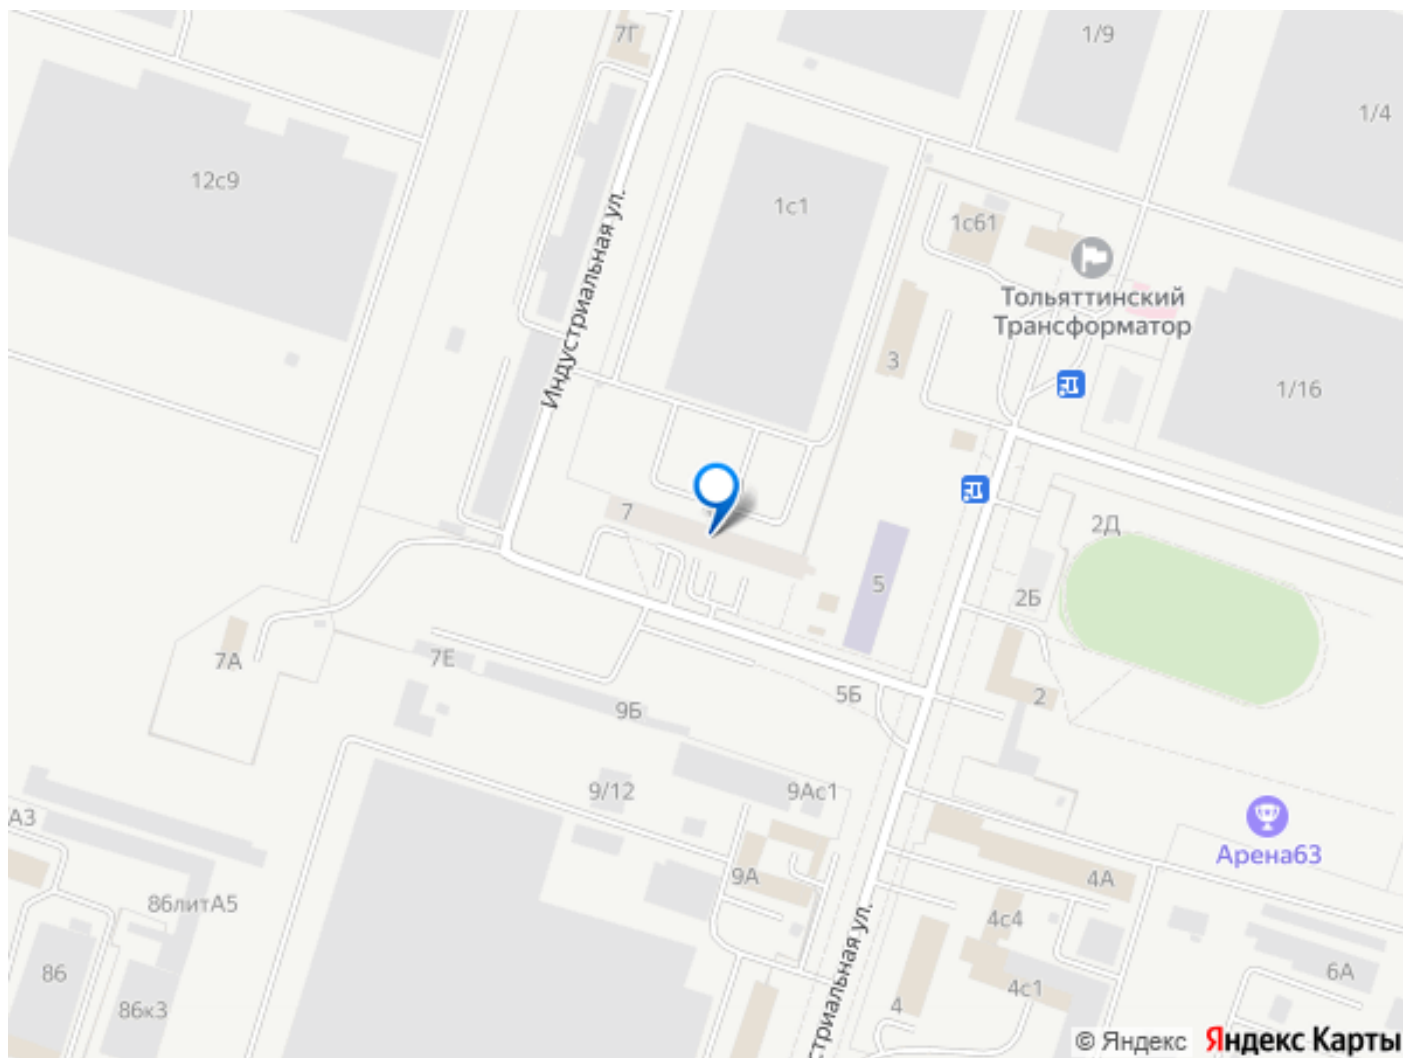 7Г
1/9
1/4
12с9
1с1
1с61
Индустриальная ул.
Тольяттинский
Трансформатор
3
1/16
7
2Д
5
2Б
7А
7Е
5Б
2
9Б
9/12
9Ас1
А3
Арена63
9А
4А
86литА5
4с4
86
6А
4с1
86к3
4
стриальная ул.
© Яндекс
Яндекс Карты